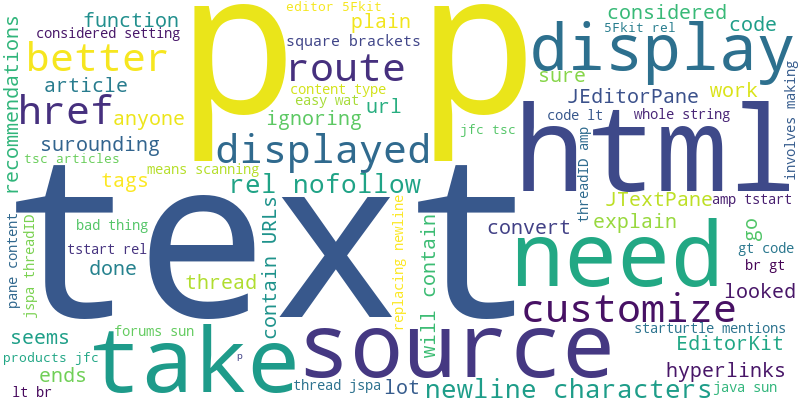 editor 5Fkit
function
p p
plain
considered
considered setting
square brackets
display
5Fkit rel
code
recommendations
better
route
content type
sure
article
easy wat
url
JEditorPane
work
href
anyone
ignoring
code lt
whole string
involves making
surounding
displayed
jfc tsc
html
tsc articles
means scanning
threadID amp
tags
rel nofollow
JTextPane
amp tstart
text
pane content
jspa threadID
bad thing
contain URLs
replacing newline
will contain
convert
explain
go
tstart rel
need
gt code
done
thread
br gt
looked
customize
seems
forums sun
take
source
starturtle mentions
EditorKit
products jfc
P
hyperlinks
ends
thread jspa
lot
newline characters
java sun
lt br